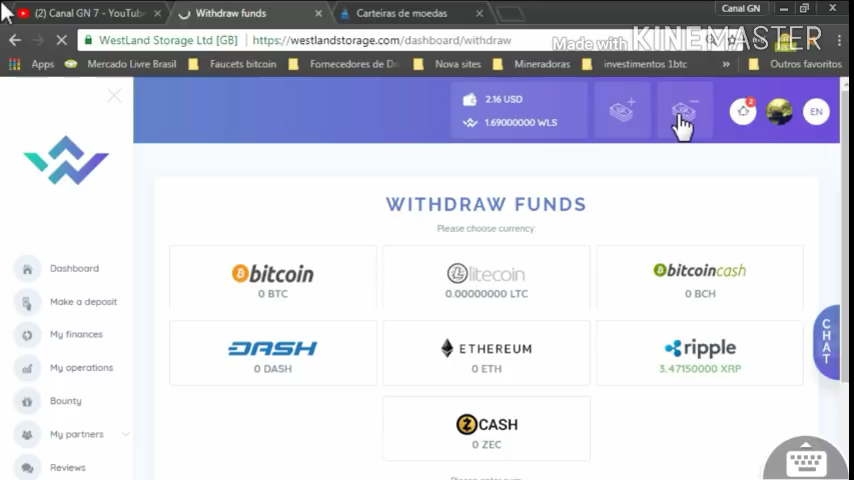 (2) Canal GN 7 - YouTub
Withdraw funds
Carteiras de moedas
Canal GN
WestLand Storage Ltd [GB]
https://westlandstorage.com/dashboard/withdraw
Made with KINEMASTER
Apps
Mercado Livre Brasil
Faucets bitcoin
Fornecedores de Dr
Nova sites
Mineradoras
investimentos 1btc
»
Outros favoritos
2.16 USD
1.69000000 WLS
2
EN
WITHDRAW FUNDS
Please choose currency
bitcoin
0 BTC
litecoin
0.00000000 LTC
bitcoincash
0 BCH
DASH
0 DASH
ETHEREUM
0 ETH
ripple
3.47150000 XRP
ZCASH
0 ZEC
Dashboard
Make a deposit
My finances
My operations
Bounty
My partners
Reviews
CHAT